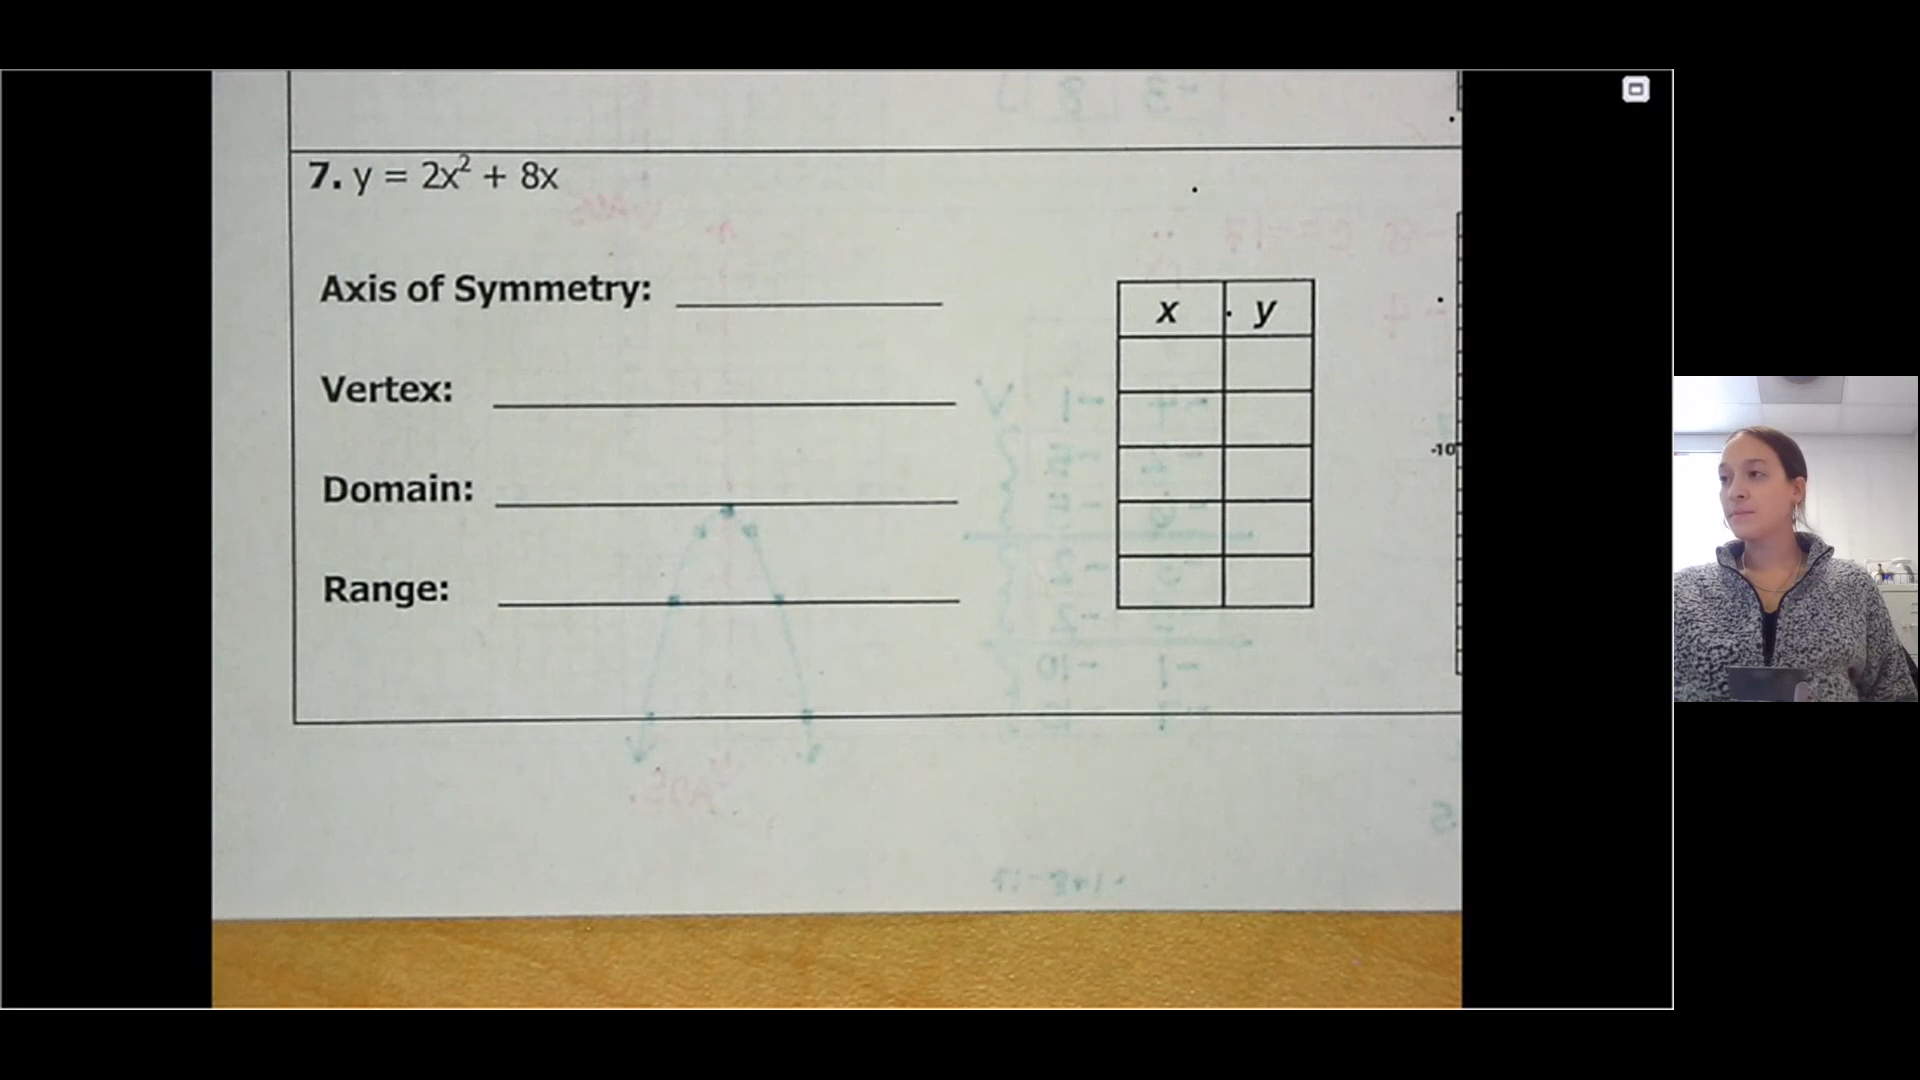 7. y = 2x² + 8x
Axis of Symmetry:
x y
Vertex:
-10
Domain:
Range: